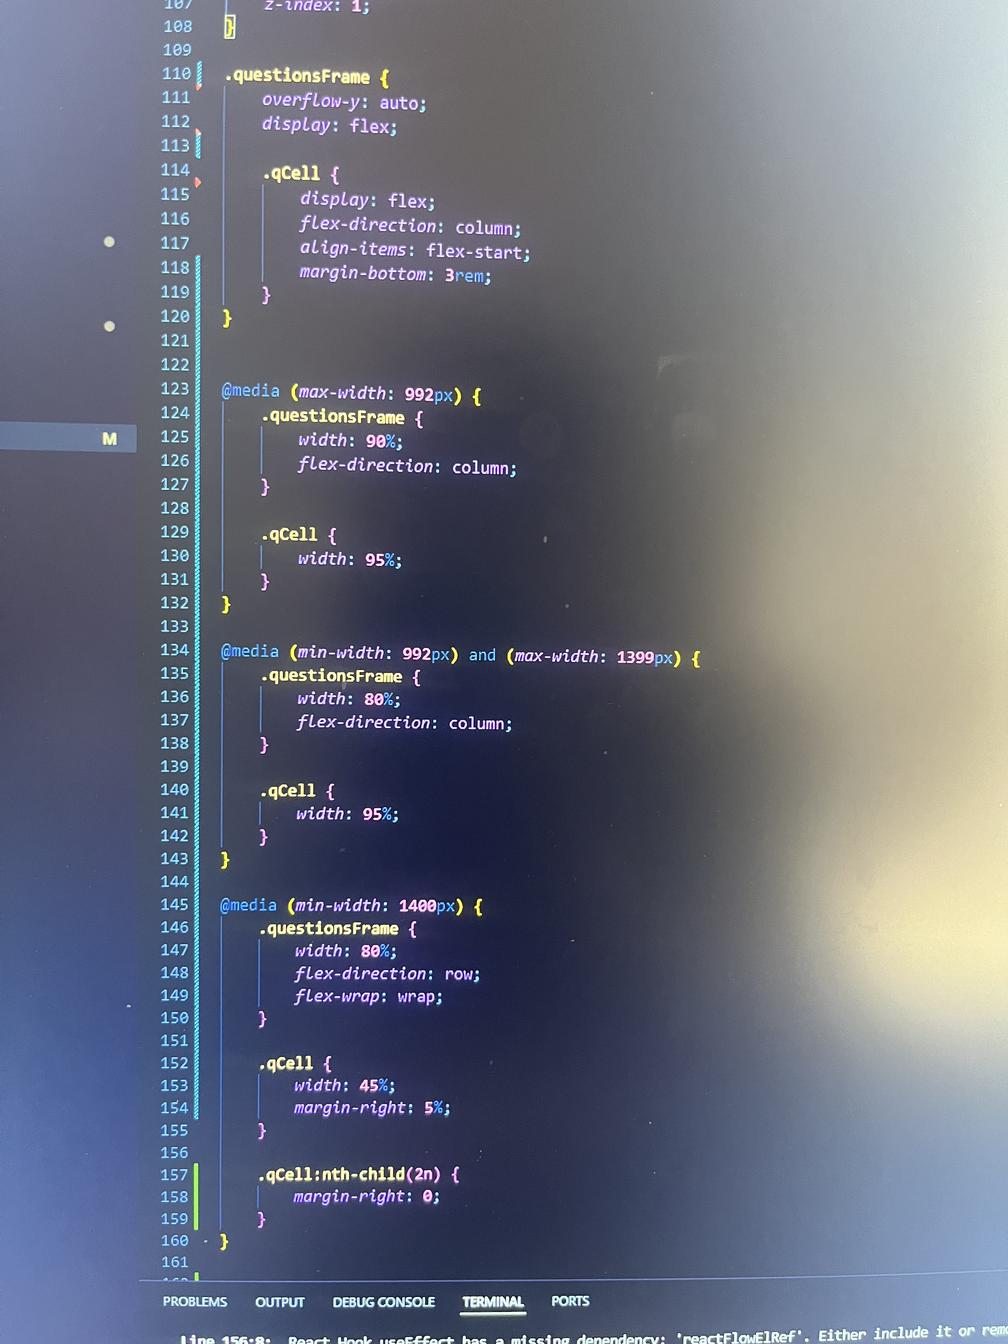 107 z-index: 1;
108 }
109
110 .questionsFrame {
111 overflow-y: auto;
112 display: flex;
113
114 .qCell {
115 display: flex;
116 flex-direction: column;
117 align-items: flex-start;
118 margin-bottom: 3rem;
119 }
120 }
121
122
123 @media (max-width: 992px) {
124 .questionsFrame {
125 width: 90%;
126 flex-direction: column;
127 }
128
129 .qCell {
130 width: 95%;
131 }
132 }
133
134 @media (min-width: 992px) and (max-width: 1399px) {
135 .questionsFrame {
136 width: 80%;
137 flex-direction: column;
138 }
139
140 .qCell {
141 width: 95%;
142 }
143 }
144
145 @media (min-width: 1400px) {
146 .questionsFrame {
147 width: 80%;
148 flex-direction: row;
149 flex-wrap: wrap;
150 }
151
152 .qCell {
153 width: 45%;
154 margin-right: 5%;
155 }
156
157 .qCell:nth-child(2n) {
158 margin-right: 0;
159 }
160 }
161
M
PROBLEMS OUTPUT DEBUG CONSOLE TERMINAL PORTS
Line 156:8: React Hook useEffect has a missing dependency: 'reactFlowElRef'. Either include it or